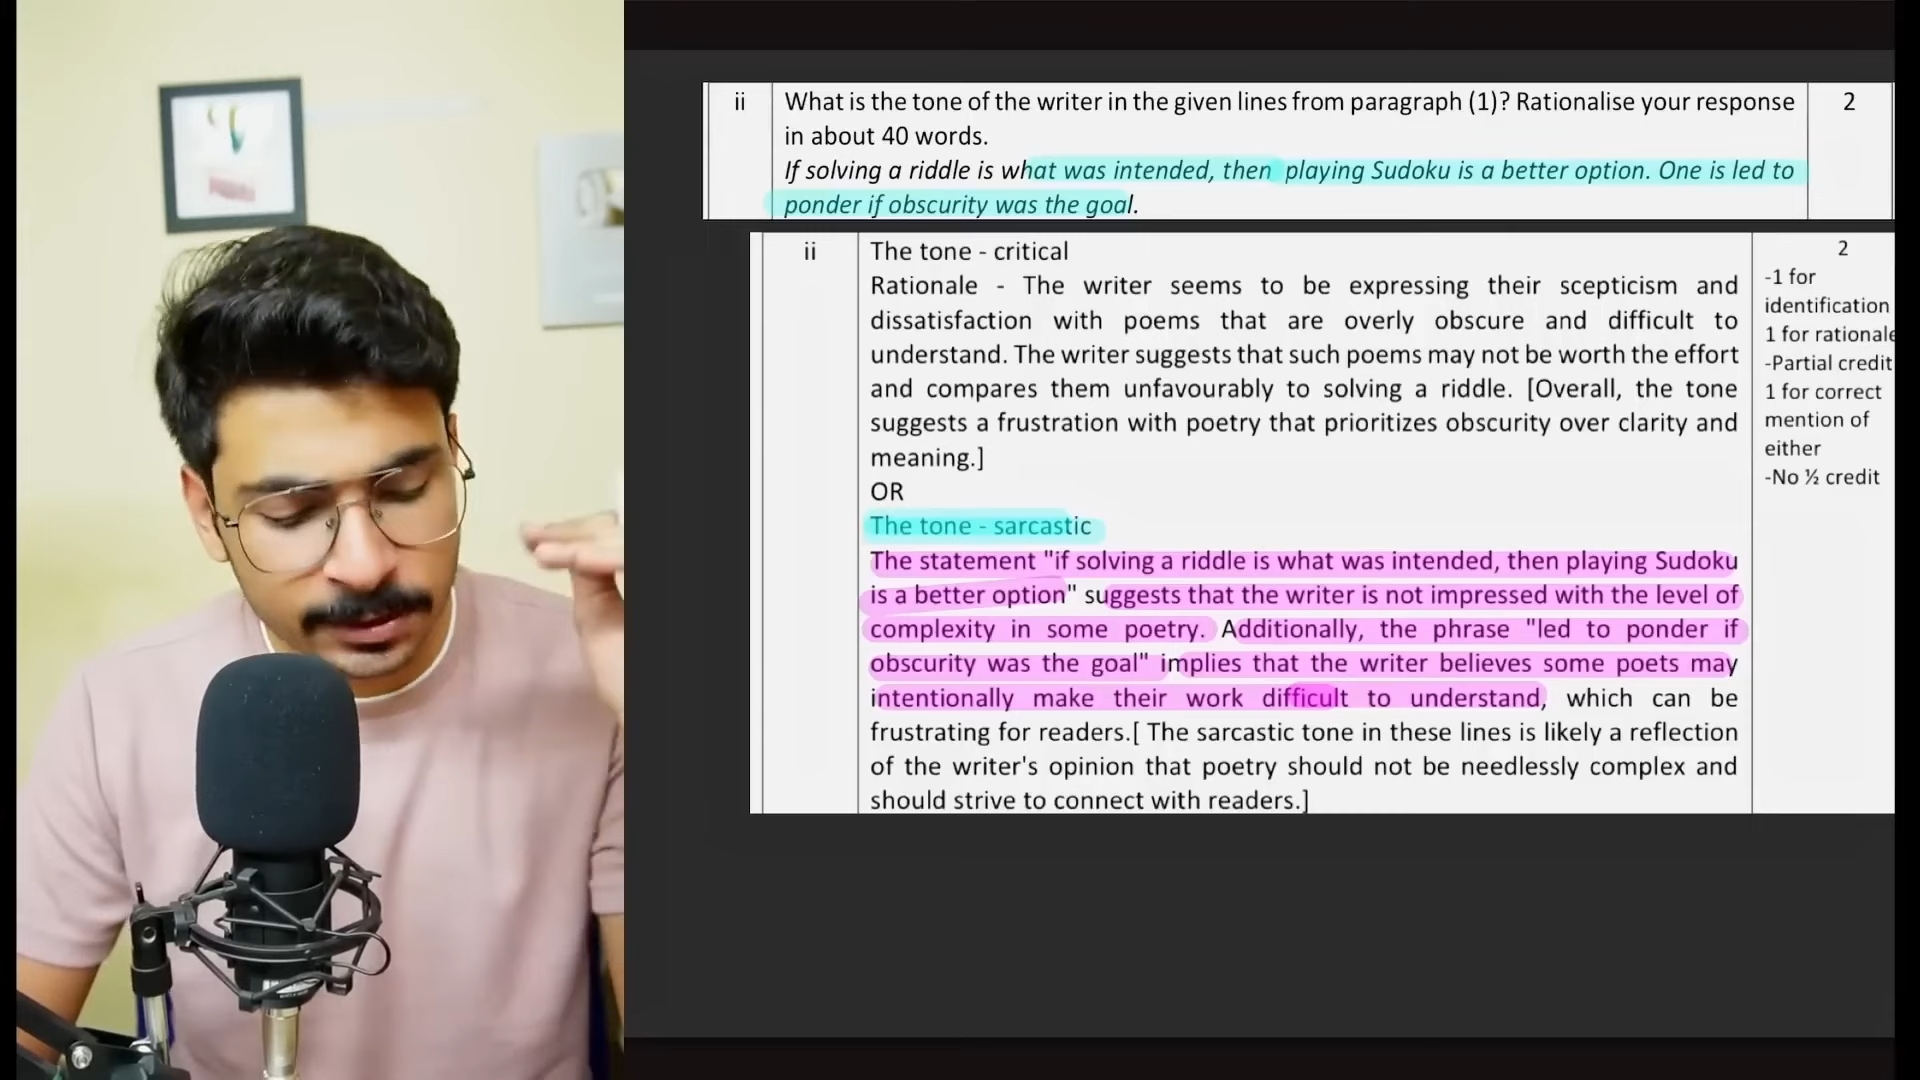 ii
What is the tone of the writer in the given lines from paragraph (1)? Rationalise your response
2
in about 40 words.
If solving a riddle is what was intended, then playing Sudoku is a better option. One is led to
ponder if obscurity was the goal.
ii
The tone - critical
Rationale - The writer seems to be expressing their scepticism and
dissatisfaction with poems that are overly obscure and difficult to
understand. The writer suggests that such poems may not be worth the effort
and compares them unfavourably to solving a riddle. [Overall, the tone
suggests a frustration with poetry that prioritizes obscurity over clarity and
meaning.]
OR
The tone - sarcastic
The statement "if solving a riddle is what was intended, then playing Sudoku
is a better option" suggests that the writer is not impressed with the level of
complexity in some poetry. Additionally, the phrase "led to ponder if
obscurity was the goal" implies that the writer believes some poets may
intentionally make their work difficult to understand, which can be
frustrating for readers.[ The sarcastic tone in these lines is likely a reflection
of the writer's opinion that poetry should not be needlessly complex and
should strive to connect with readers.]
2
-1 for
identification
1 for rationale
-Partial credit
1 for correct
mention of
either
-No ½ credit